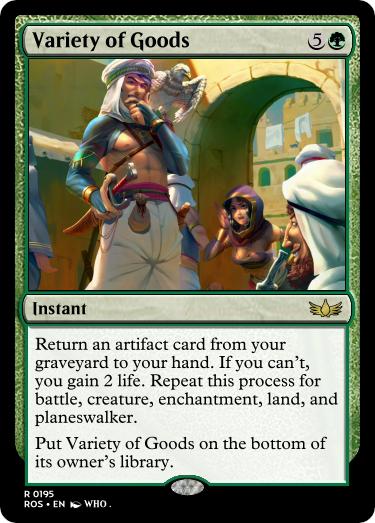 Variety of Goods 5
Instant
Return an artifact card from your
graveyard to your hand. If you can't,
you gain 2 life. Repeat this process for
battle, creature, enchantment, land, and
planeswalker.
Put Variety of Goods on the bottom of
its owner's library.
R 0195
ROS • EN WHO .